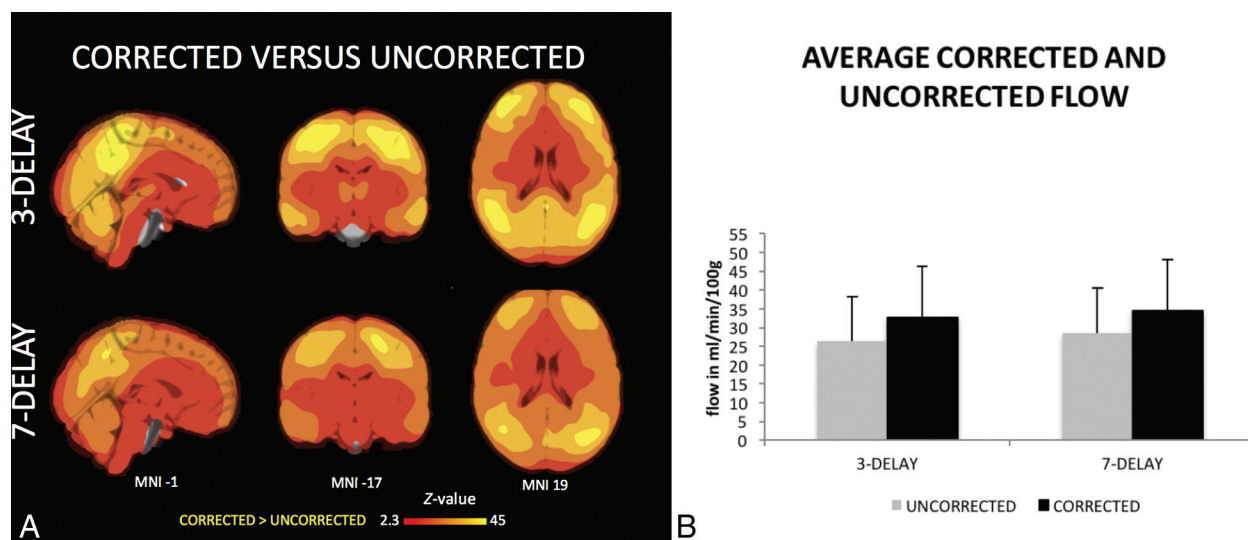 CORRECTED VERSUS UNCORRECTED
3-DELAY
7-DELAY
MNI -1
MNI -17
MNI 19
Z-value
CORRECTED > UNCORRECTED 2.3 45
A
AVERAGE CORRECTED AND
UNCORRECTED FLOW
flow in ml/min/100g
55
50
45
40
35
30
25
20
15
10
5
0
3-DELAY 7-DELAY
UNCORRECTED CORRECTED
B